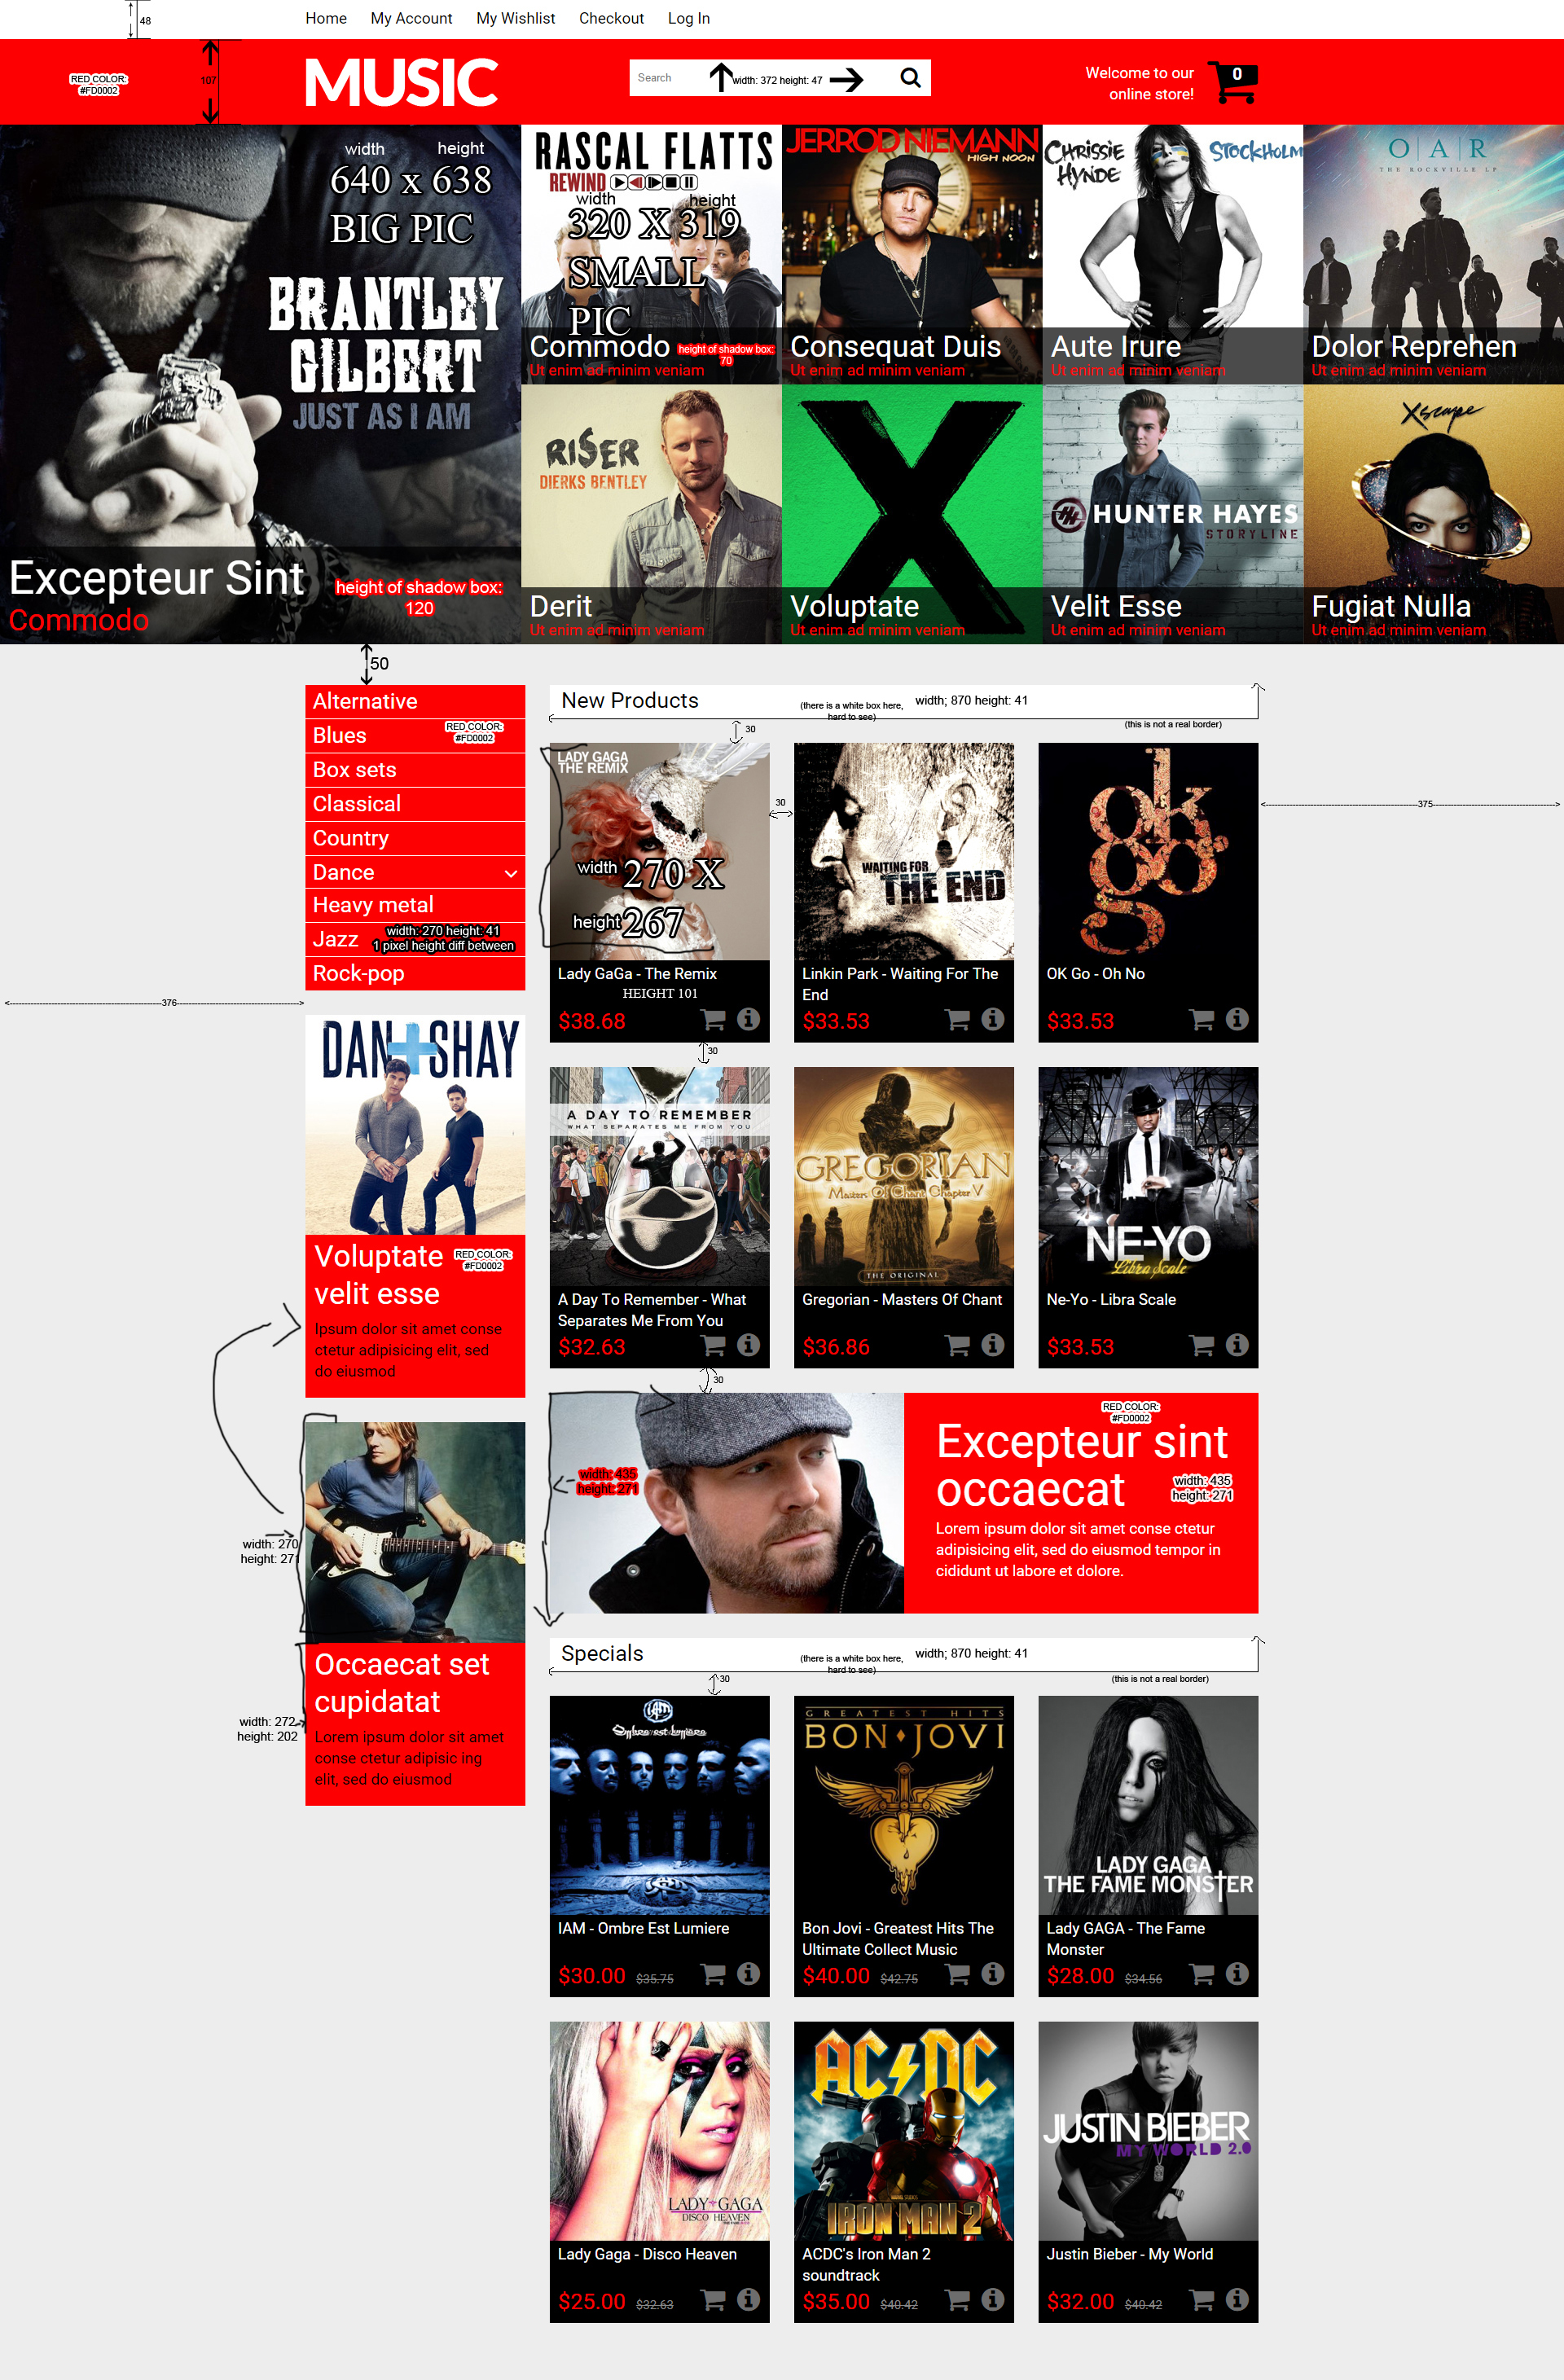 48
Home My Account My Wishlist Checkout Log In
RED COLOR:
#FD0002
107
MUSIC
Search
width: 372 height: 47
Welcome to our
online store!
0
width height
640 x 638
BIG PIC
BRANTLEY
GILBERT
JUST AS I AM
Excepteur Sint
Commodo
height of shadow box:
120
RASCAL FLATTS
REWIND
width height
320 X 319
SMALL
PIC
Commodo
height of shadow box:
70
Ut enim ad minim veniam
JERROD NIEMANN
HIGH NOON
Consequat Duis
Ut enim ad minim veniam
CHRISSIE
HYNDE
STOCKHOLM
Aute Irure
Ut enim ad minim veniam
O|A|R
THE ROCKVILLE LP
Dolor Reprehen
Ut enim ad minim veniam
RISER
DIERKS BENTLEY
Derit
Ut enim ad minim veniam
X
Voluptate
Ut enim ad minim veniam
HH
HUNTER HAYES
STORYLINE
Velit Esse
Ut enim ad minim veniam
Xscape
Fugiat Nulla
Ut enim ad minim veniam
50
Alternative
Blues
RED COLOR:
#FD0002
Box sets
Classical
Country
Dance
Heavy metal
Jazz
width: 270 height: 41
1 pixel height diff between
Rock-pop
376
DAN+SHAY
Voluptate
velit esse
RED COLOR:
#FD0002
Ipsum dolor sit amet conse
ctetur adipisicing elit, sed
do eiusmod
width: 270
height: 271
Occaecat set
cupidatat
width: 272
height: 202
Lorem ipsum dolor sit amet
conse ctetur adipisic ing
elit, sed do eiusmod
New Products
(there is a white box here,
hard to see)
width; 870 height: 41
(this is not a real border)
30
LADY GAGA
THE REMIX
width 270 X
height 267
30
Lady GaGa - The Remix
HEIGHT 101
$38.68
WAITING FOR
THE END
Linkin Park - Waiting For The
End
$33.53
ok
go
OK Go - Oh No
$33.53
375
30
A DAY TO REMEMBER
WHAT SEPARATES ME FROM YOU
A Day To Remember - What
Separates Me From You
$32.63
GREGORIAN
Masters Of Chant Chapter V
THE ORIGINAL
Gregorian - Masters Of Chant
$36.86
NE-YO
Libra Scale
Ne-Yo - Libra Scale
$33.53
30
width: 435
height: 271
RED COLOR:
#FD0002
Excepteur sint
occaecat
width: 435
height: 271
Lorem ipsum dolor sit amet conse ctetur
adipisicing elit, sed do eiusmod tempor in
cididunt ut labore et dolore.
Specials
(there is a white box here,
hard to see)
width; 870 height: 41
(this is not a real border)
30
IAM
Ombre est lumière
IAM - Ombre Est Lumiere
$30.00 $35.75
GREATEST HITS
BON JOVI
Bon Jovi - Greatest Hits The
Ultimate Collect Music
$40.00 $42.75
LADY GAGA
THE FAME MONSTER
Lady GAGA - The Fame
Monster
$28.00 $34.56
LADY GAGA
DISCO HEAVEN
Lady Gaga - Disco Heaven
$25.00 $32.63
AC/DC
IRON MAN 2
ACDC's Iron Man 2
soundtrack
$35.00 $40.42
JUSTIN BIEBER
MY WORLD 2.0
Justin Bieber - My World
$32.00 $40.42